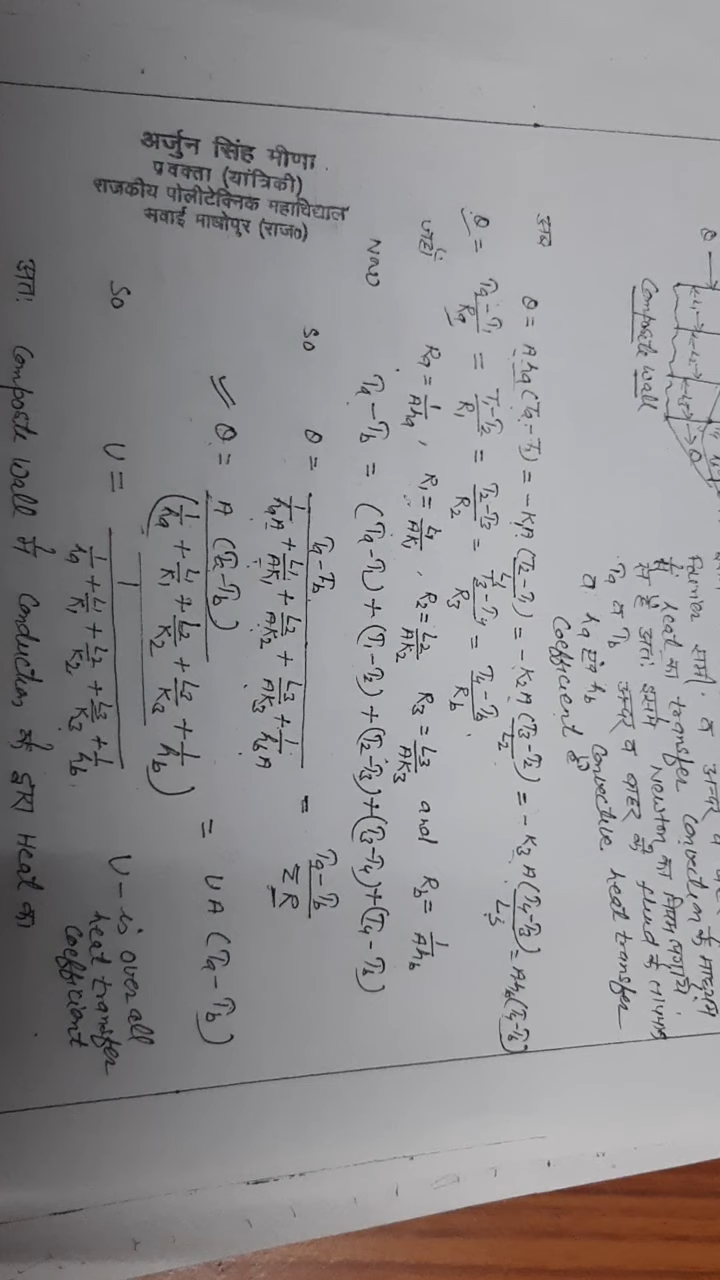 Q →
Composite wall
में heat का transfer convection के माध्यम
से है अतः इसमें Newton का नियम लगायेंगे।
Ta व Tb अन्दर व बाहर के fluid के तापमान
व ha एवं hb convective heat transfer
coefficient है
अब Q = Aha(Ta-T1) = -K1A(T2-T1)/L1 = -K2A(T3-T2)/L2 = -K3A(T4-T3)/L3 = Ahb(T4-Tb)
Q = Ta-T1/Ra = T1-T2/R1 = T2-T3/R2 = T3-T4/R3 = T4-Tb/Rb
जहाँ Ra = 1/Aha, R1 = L1/AK1, R2 = L2/AK2 R3 = L3/AK3 and Rb = 1/Ahb
Now Ta-Tb = (Ta-T1)+(T1-T2)+(T2-T3)+(T3-T4)+(T4-Tb)
so Q = Ta-Tb / 1/haA + L1/AK1 + L2/AK2 + L3/AK3 + 1/hbA = Ta-Tb/ΣR
Q = A(Ta-Tb) / (1/ha + L1/K1 + L2/K2 + L3/K3 + 1/hb) = UA(Ta-Tb)
so U = 1 / 1/ha + L1/K1 + L2/K2 + L3/K3 + 1/hb U - is over all
heat transfer
coefficient
अतः Composite wall में Conduction के द्वारा Heat का
अर्जुन सिंह मीणा
प्रवक्ता (यांत्रिकी)
राजकीय पोलीटेक्निक महाविद्यालय
सवाई माधोपुर (राज०)